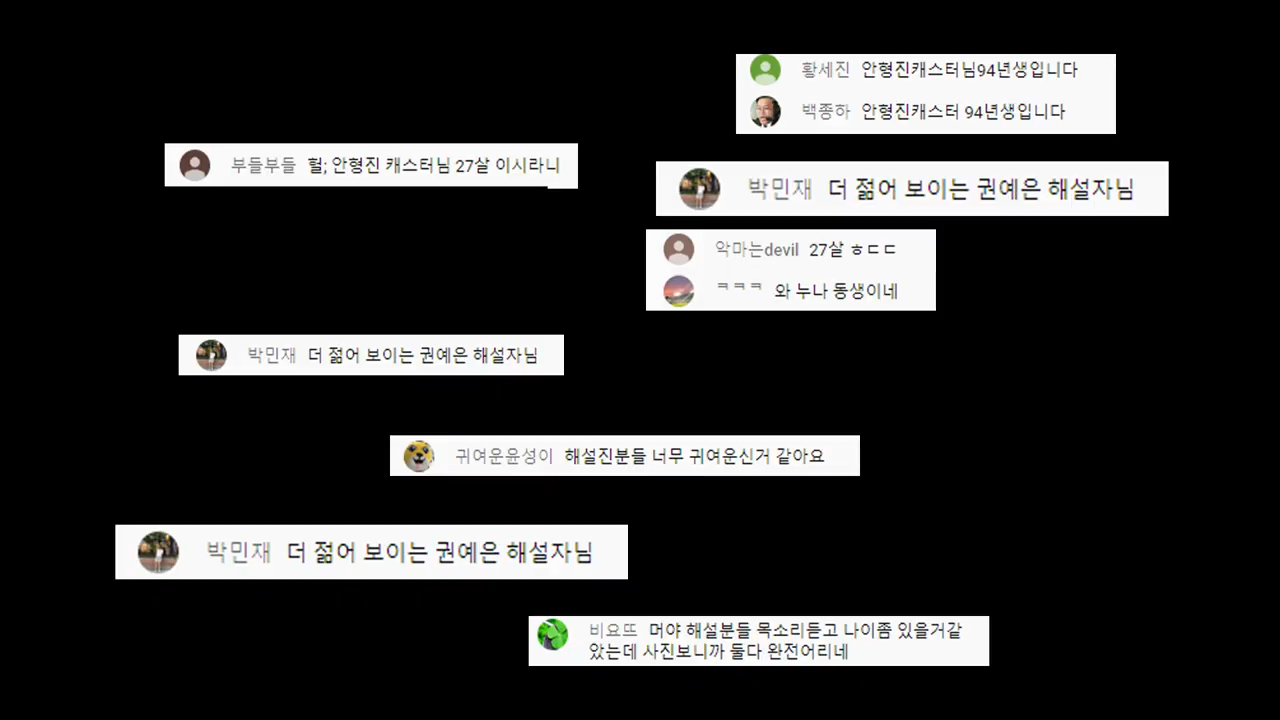 황세진 안형진캐스터님94년생입니다
백종하 안형진캐스터 94년생입니다
부들부들 헐; 안형진 캐스터님 27살 이시라니
박민재 더 젊어 보이는 권예은 해설자님
악마는devil 27살 ㅎㄷㄷ
ㅋㅋㅋ 와 누나 동생이네
박민재 더 젊어 보이는 권예은 해설자님
귀여운윤성이 해설진분들 너무 귀여운신거 같아요
박민재 더 젊어 보이는 권예은 해설자님
비요뜨 머야 해설분들 목소리듣고 나이좀 있을거같
았는데 사진보니까 둘다 완전어리네